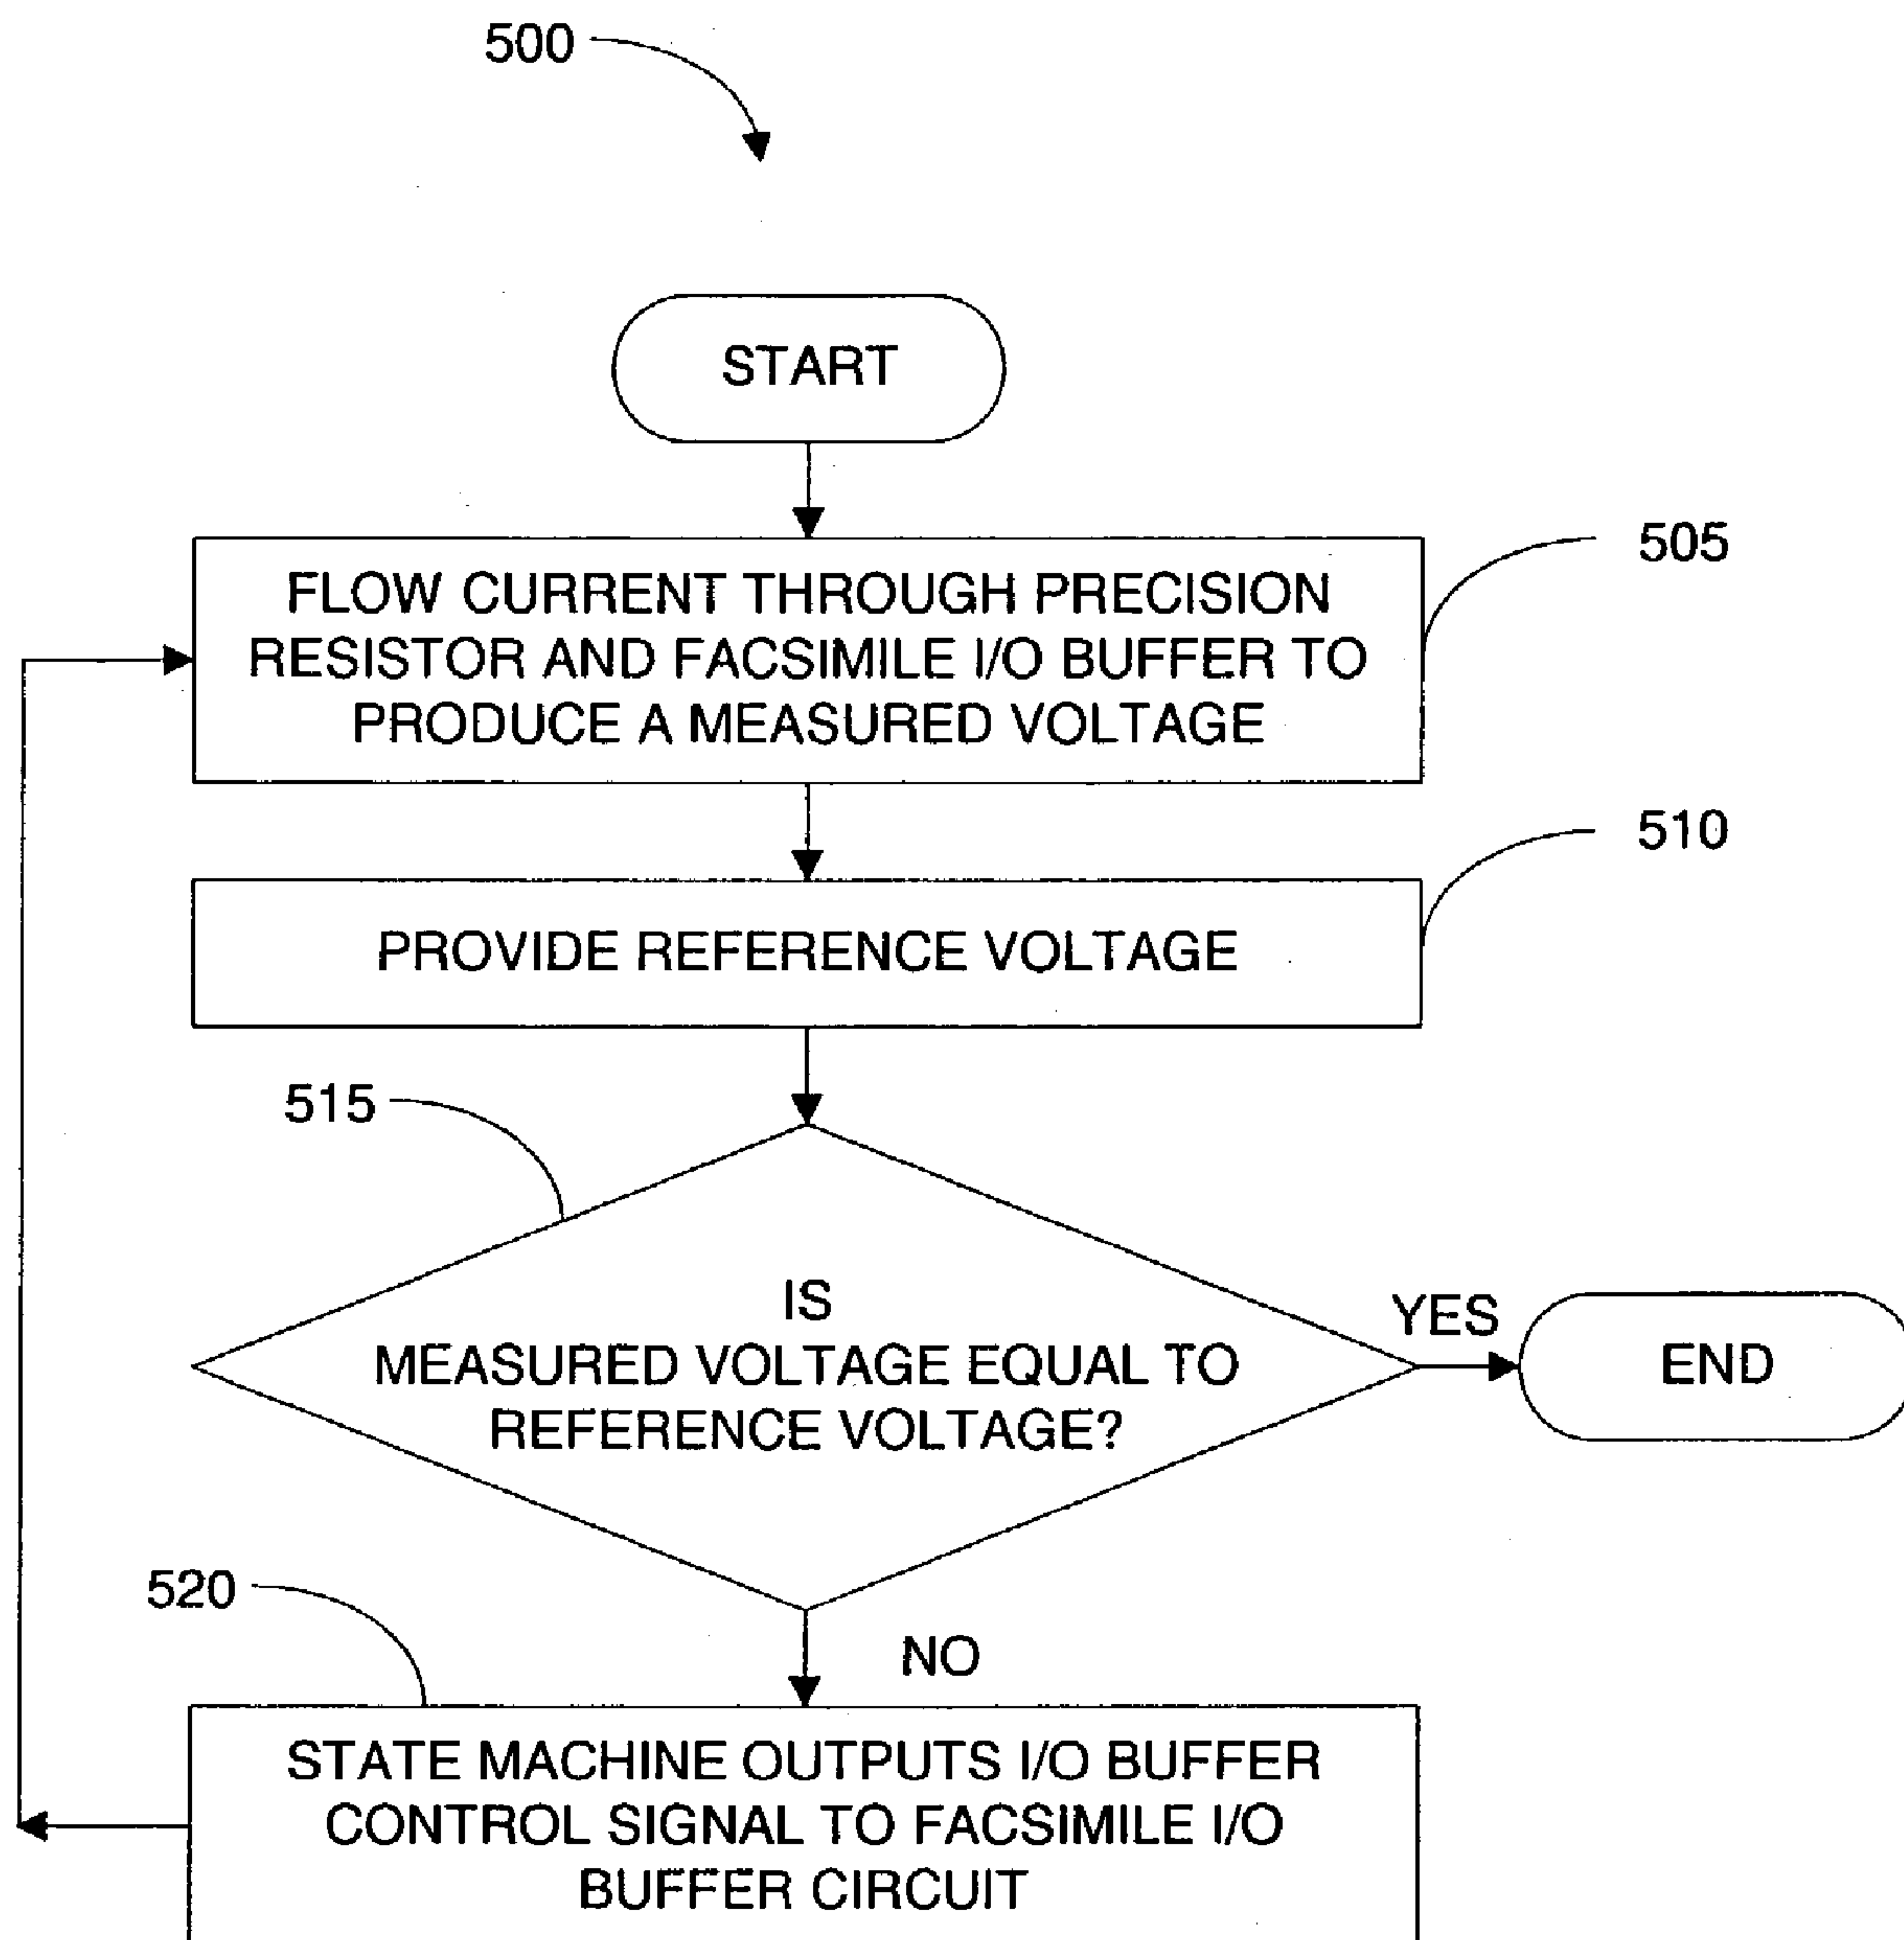 500
START
FLOW CURRENT THROUGH PRECISION
RESISTOR AND FACSIMILE I/O BUFFER TO
PRODUCE A MEASURED VOLTAGE
505
PROVIDE REFERENCE VOLTAGE
510
515
IS
MEASURED VOLTAGE EQUAL TO
REFERENCE VOLTAGE?
YES
END
NO
520
STATE MACHINE OUTPUTS I/O BUFFER
CONTROL SIGNAL TO FACSIMILE I/O
BUFFER CIRCUIT